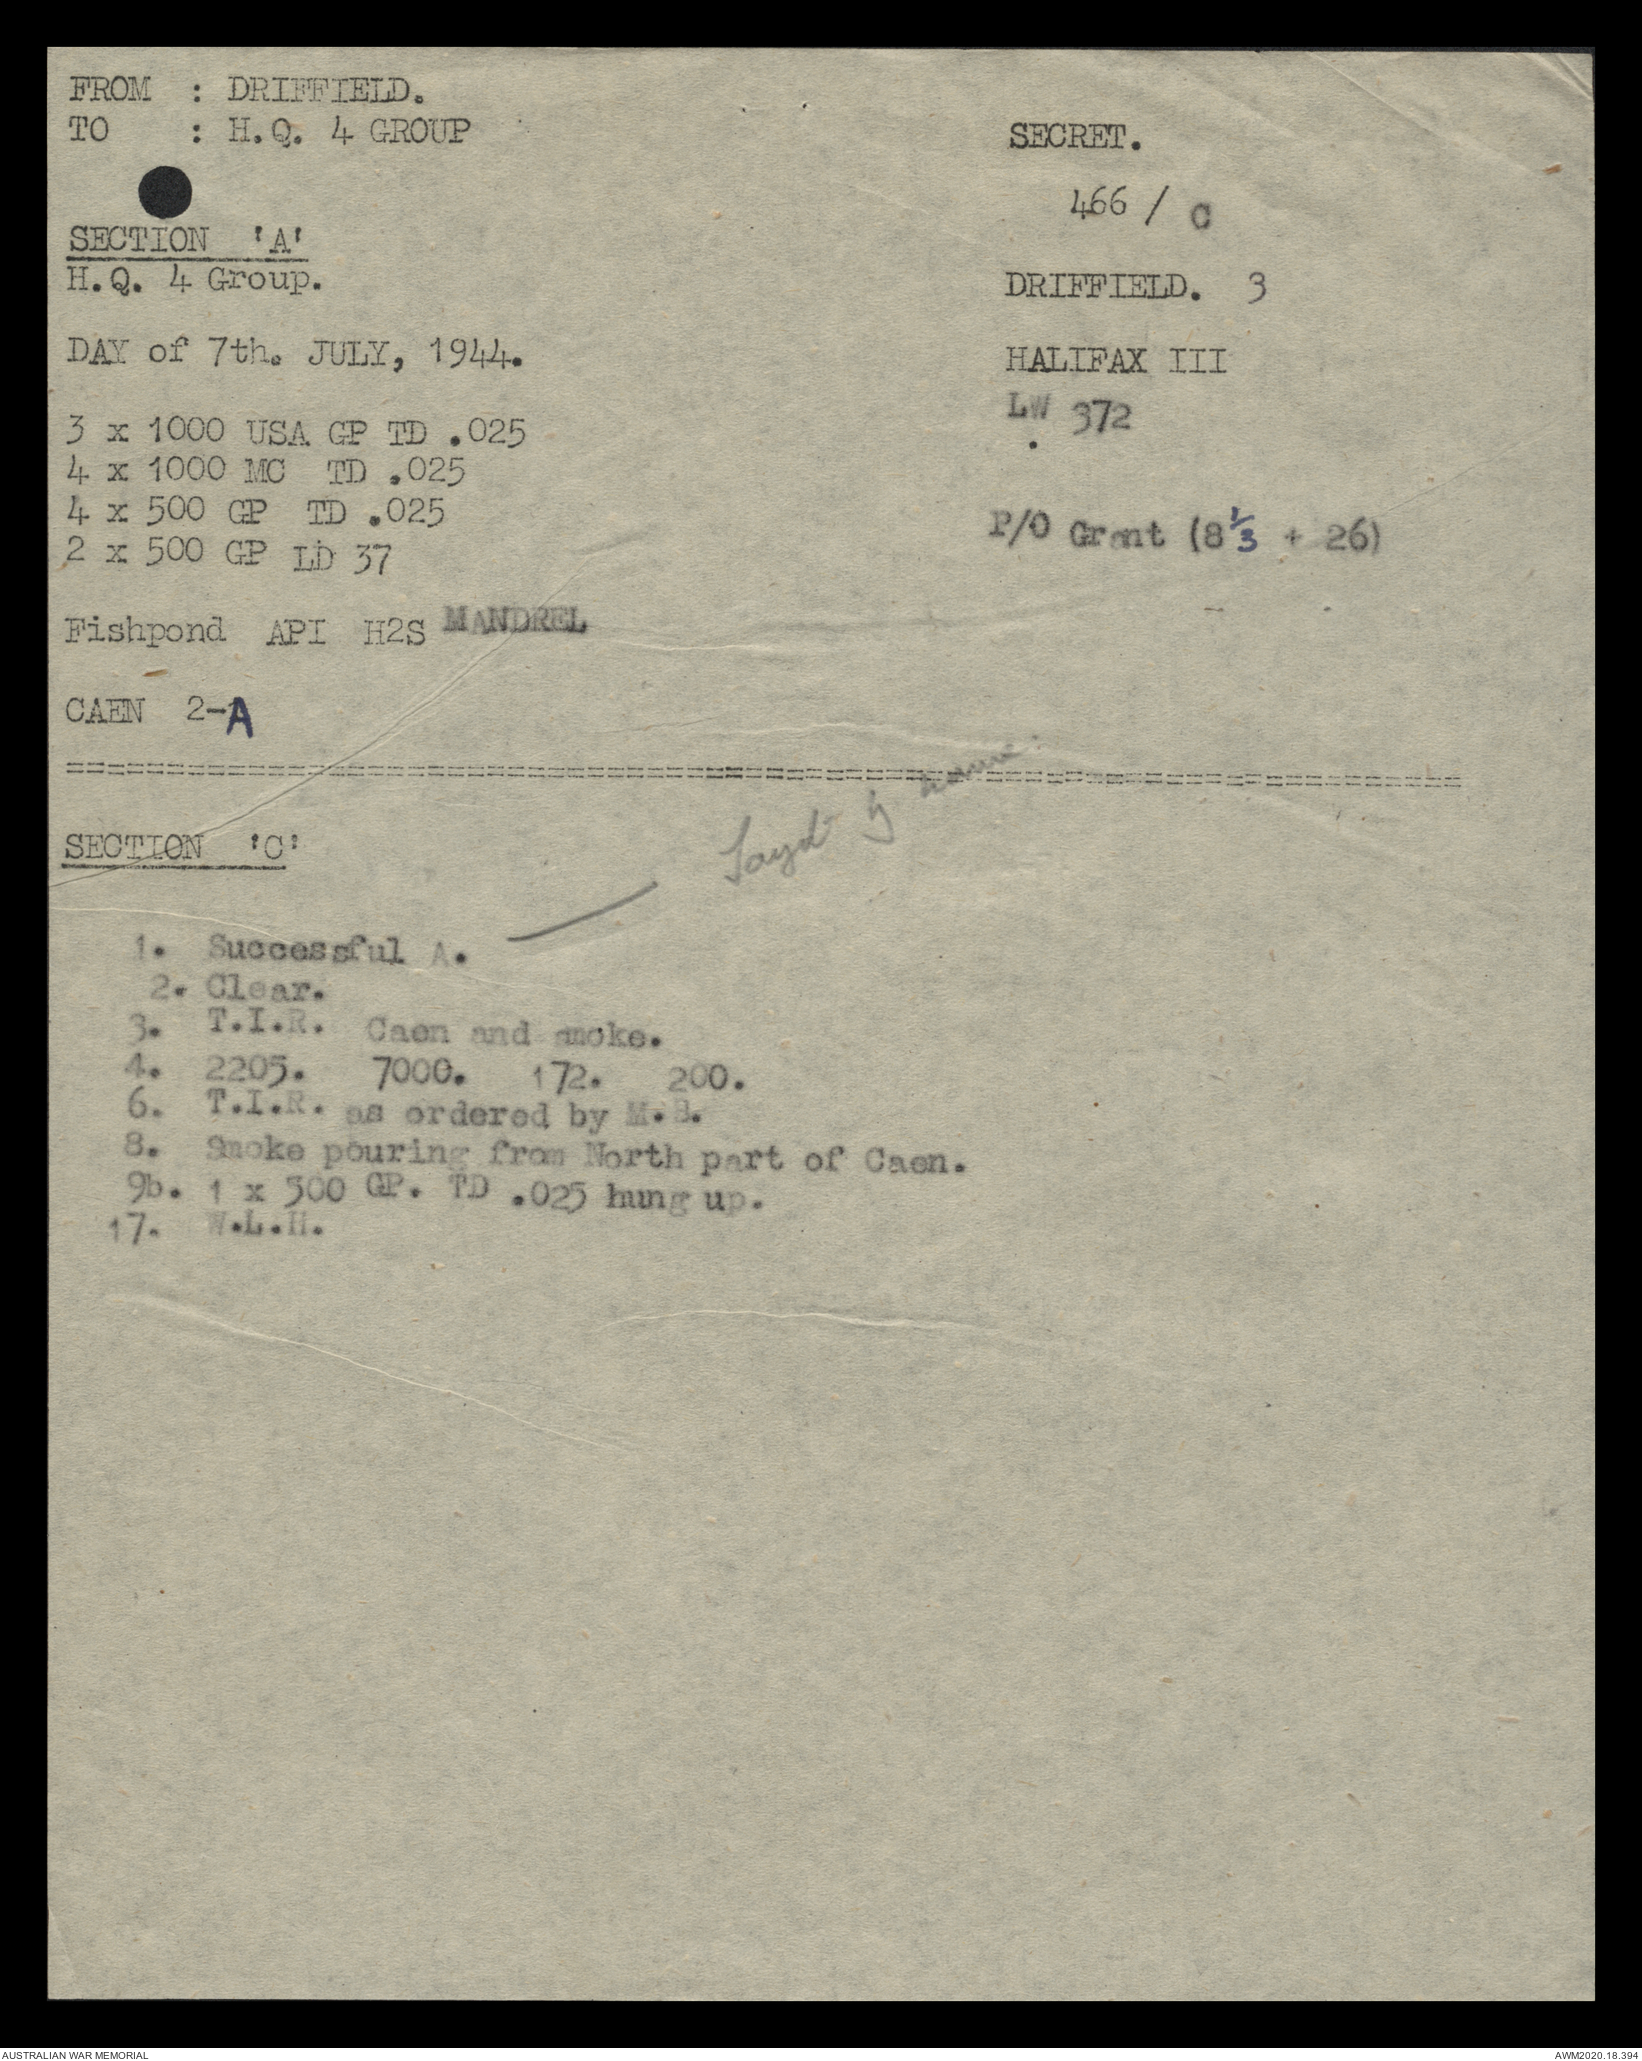 FROM : DRIFFIELD.
TO : H.Q. 4 GROUP
SECRET.
466 / C
SECTION 'A'
H.Q. 4 Group.
DRIFFIELD. 3
DAY of 7th. JULY, 1944.
HALIFAX III
LW 372
3 x 1000 USA GP TD .025
4 x 1000 MC TD .025
4 x 500 GP TD .025
2 x 500 GP LD 37
P/O Grant (8 1/3 + 26)
Fishpond API H2S MANDREL
CAEN 2-A
SECTION 'C'
1. Successful A.
2. Clear.
3. T.I.R. Caen and smoke.
4. 2205. 7000. 172. 200.
6. T.I.R. as ordered by M.B.
8. Smoke pouring from North part of Caen.
9b. 1 x 500 GP. TD .025 hung up.
17. W.L.H.
AUSTRALIAN WAR MEMORIAL
AWM2020.18.394